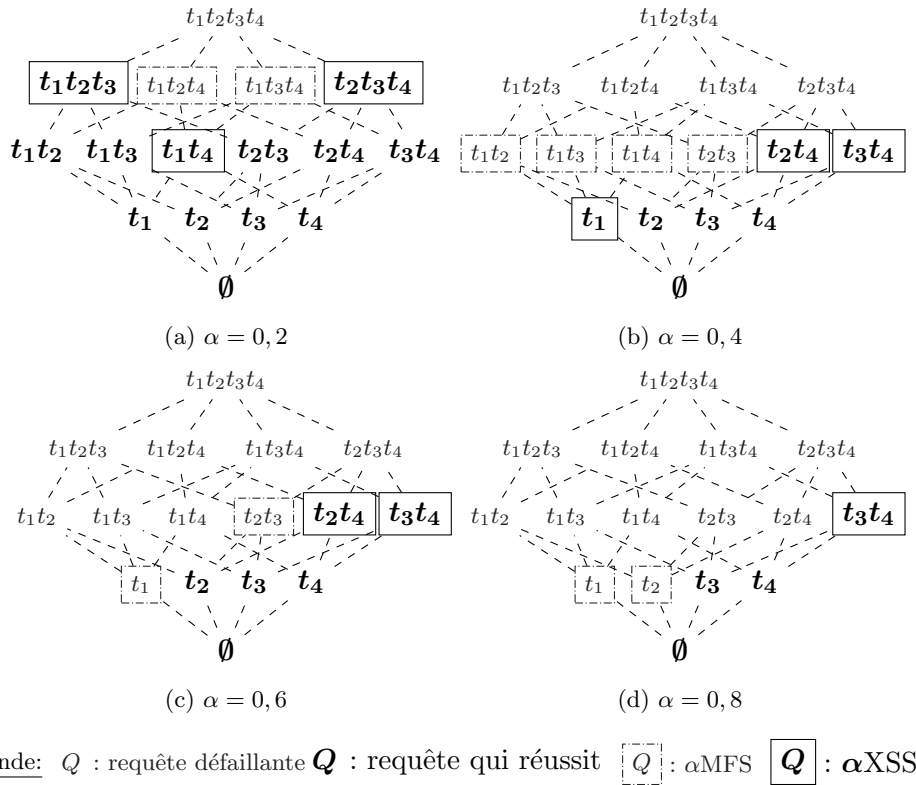 t₁t₂t₃t₄ t₁t₂t₃t₄
t₁t₂t₃ t₁t₂t₄ t₁t₃t₄ t₂t₃t₄ t₁t₂t₃ t₁t₂t₄ t₁t₃t₄ t₂t₃t₄
t₁t₂ t₁t₃ t₁t₄ t₂t₃ t₂t₄ t₃t₄ t₁t₂ t₁t₃ t₁t₄ t₂t₃ t₂t₄ t₃t₄
t₁ t₂ t₃ t₄ t₁ t₂ t₃ t₄
∅ ∅
(a) α = 0, 2 (b) α = 0, 4
t₁t₂t₃t₄ t₁t₂t₃t₄
t₁t₂t₃ t₁t₂t₄ t₁t₃t₄ t₂t₃t₄ t₁t₂t₃ t₁t₂t₄ t₁t₃t₄ t₂t₃t₄
t₁t₂ t₁t₃ t₁t₄ t₂t₃ t₂t₄ t₃t₄ t₁t₂ t₁t₃ t₁t₄ t₂t₃ t₂t₄ t₃t₄
t₁ t₂ t₃ t₄ t₁ t₂ t₃ t₄
∅ ∅
(c) α = 0, 6 (d) α = 0, 8
nde: Q : requête défaillante Q : requête qui réussit Q : αMFS Q : αXSS